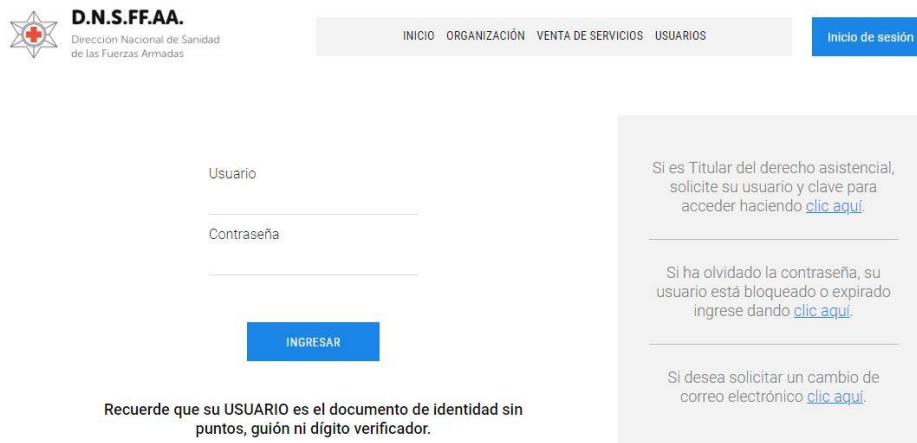 D.N.S.FF.AA.
Dirección Nacional de Sanidad
de las Fuerzas Armadas
INICIO ORGANIZACIÓN VENTA DE SERVICIOS USUARIOS
Inicio de sesión
Usuario
Contraseña
INGRESAR
Recuerde que su USUARIO es el documento de identidad sin
puntos, guión ni dígito verificador.
Si es Titular del derecho asistencial,
solicite su usuario y clave para
acceder haciendo clic aquí.
Si ha olvidado la contraseña, su
usuario está bloqueado o expirado
ingrese dando clic aquí.
Si desea solicitar un cambio de
correo electrónico clic aquí.